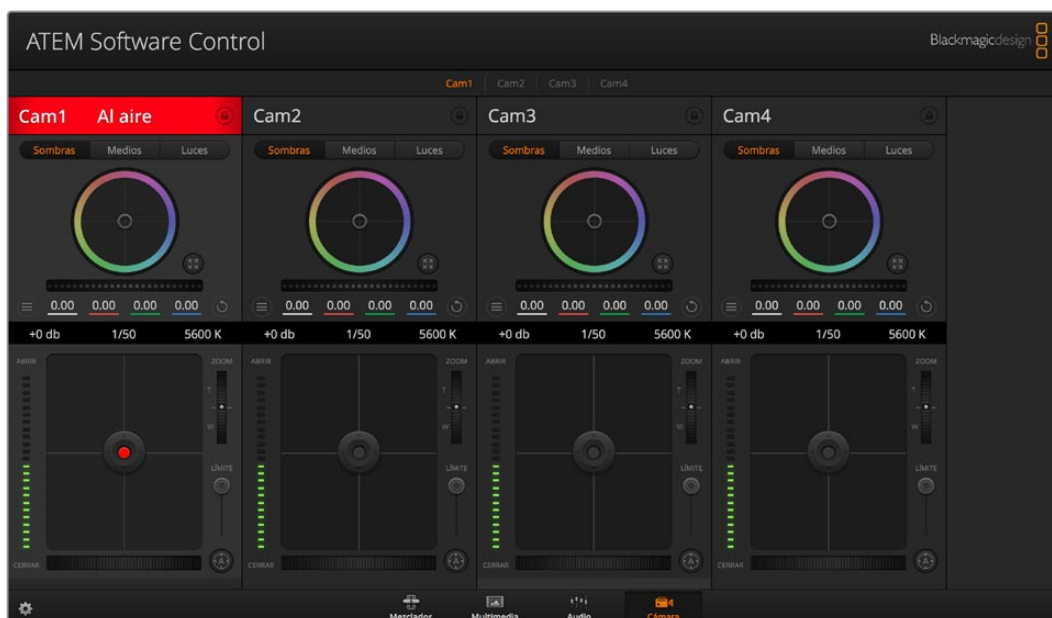 ATEM Software Control
Blackmagicdesign
Cam1 Cam2 Cam3 Cam4
Cam1 Al aire Cam2 Cam3 Cam4
Sombras Medios Luces Sombras Medios Luces Sombras Medios Luces Sombras Medios Luces
0.00 0.00 0.00 0.00 0.00 0.00 0.00 0.00 0.00 0.00 0.00 0.00 0.00 0.00 0.00 0.00
+0 db 1/50 5600 K +0 db 1/50 5600 K +0 db 1/50 5600 K +0 db 1/50 5600 K
ABRIR ZOOM ABRIR ZOOM ABRIR ZOOM ABRIR ZOOM
T T T T
W W W W
LÍMITE LÍMITE LÍMITE LÍMITE
CERRAR A CERRAR A CERRAR A CERRAR A
Mezclador Multimedia Audio Cámara